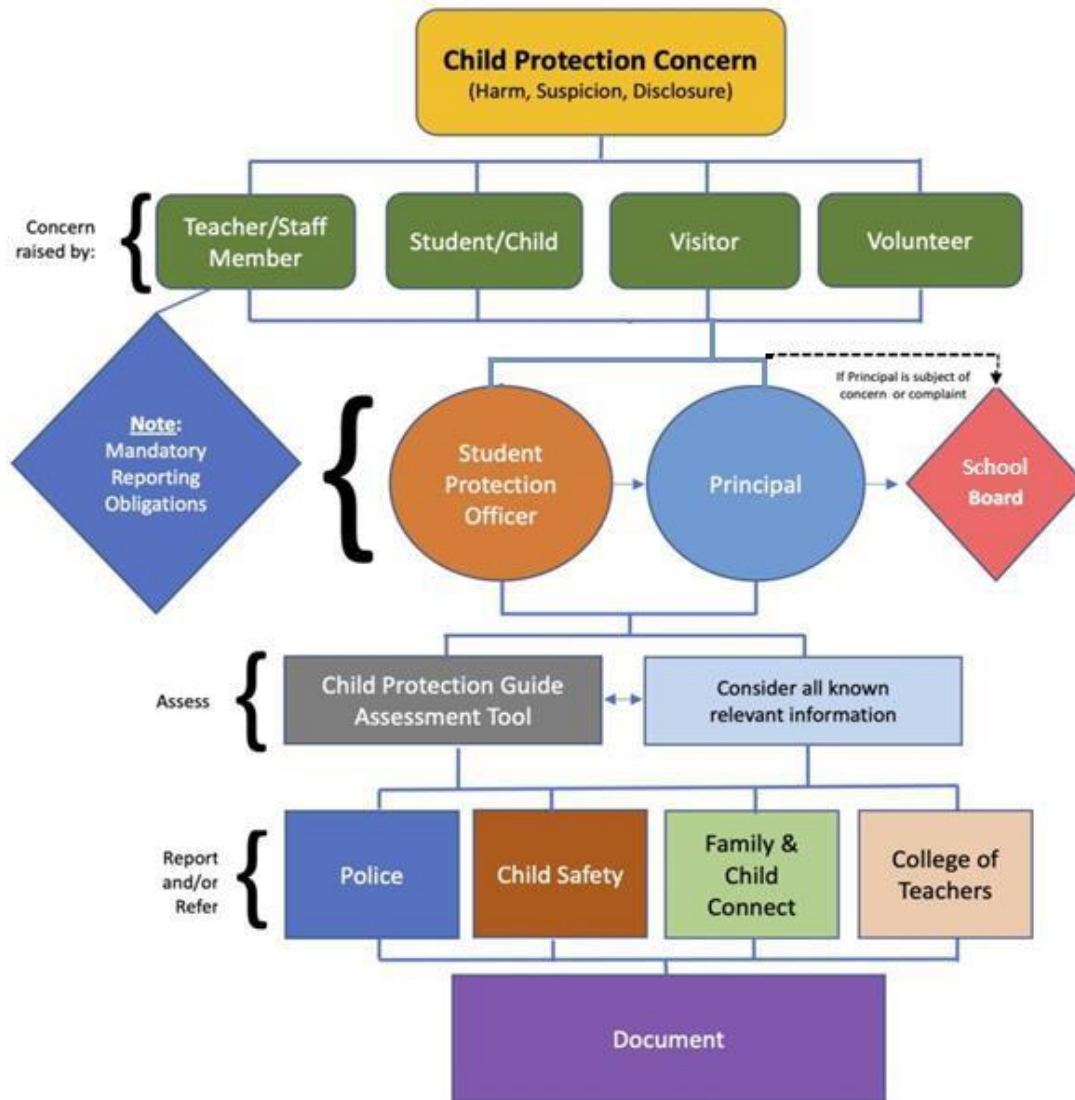 Child Protection Concern
(Harm, Suspicion, Disclosure)
Concern
raised by:
Teacher/Staff
Member
Student/Child
Visitor
Volunteer
If Principal is subject of
concern or complaint
Note:
Mandatory
Reporting
Obligations
Student
Protection
Officer
Principal
School
Board
Assess
Child Protection Guide
Assessment Tool
Consider all known
relevant information
Report
and/or
Refer
Police
Child Safety
Family &
Child
Connect
College of
Teachers
Document